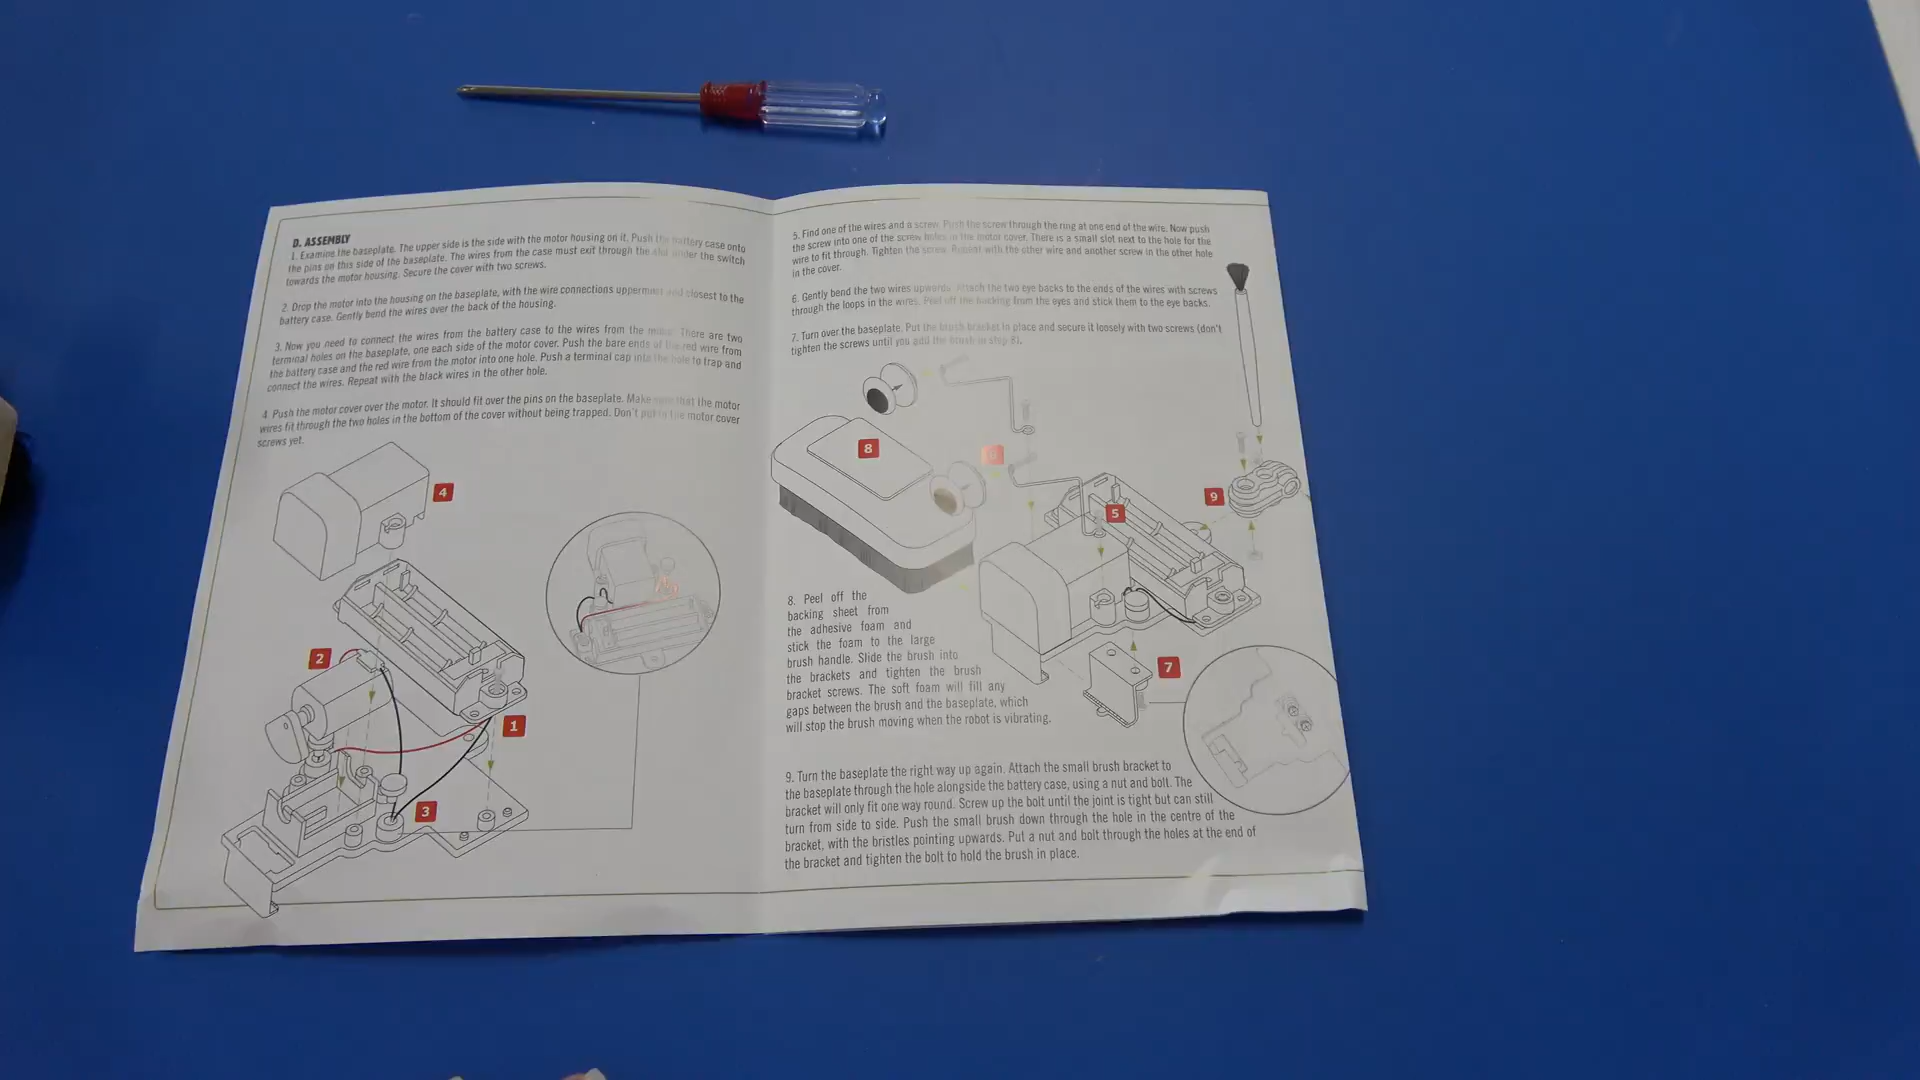 D. ASSEMBLY
1. Examine the baseplate. The upper side is the side with the motor housing on it. Push the battery case onto
the pins on this side of the baseplate. The wires from the case must exit through the slot under the switch
towards the motor housing. Secure the cover with two screws.
2. Drop the motor into the housing on the baseplate, with the wire connections uppermost and closest to the
battery case. Gently bend the wires over the back of the housing.
3. Now you need to connect the wires from the battery case to the wires from the motor. There are two
terminal holes on the baseplate, one each side of the motor cover. Push the bare ends of the red wire from
the battery case and the red wire from the motor into one hole. Push a terminal cap into the hole to trap and
connect the wires. Repeat with the black wires in the other hole.
4. Push the motor cover over the motor. It should fit over the pins on the baseplate. Make sure that the motor
wires fit through the two holes in the bottom of the cover without being trapped. Don't put in the motor cover
screws yet.
4
2
1
3
5. Find one of the wires and a screw. Push the screw through the ring at one end of the wire. Now push
the screw into one of the screw holes in the motor cover. There is a small slot next to the hole for the
wire to fit through. Tighten the screw. Repeat with the other wire and another screw in the other hole
in the cover.
6. Gently bend the two wires upwards. Attach the two eye backs to the ends of the wires with screws
through the loops in the wires. Peel off the backing from the eyes and stick them to the eye backs.
7. Turn over the baseplate. Put the brush bracket in place and secure it loosely with two screws (don't
tighten the screws until you add the brush in step 8).
8
6
9
5
7
8. Peel off the
backing sheet from
the adhesive foam and
stick the foam to the large
brush handle. Slide the brush into
the brackets and tighten the brush
bracket screws. The soft foam will fill any
gaps between the brush and the baseplate, which
will stop the brush moving when the robot is vibrating.
9. Turn the baseplate the right way up again. Attach the small brush bracket to
the baseplate through the hole alongside the battery case, using a nut and bolt. The
bracket will only fit one way round. Screw up the bolt until the joint is tight but can still
turn from side to side. Push the small brush down through the hole in the centre of the
bracket, with the bristles pointing upwards. Put a nut and bolt through the holes at the end of
the bracket and tighten the bolt to hold the brush in place.